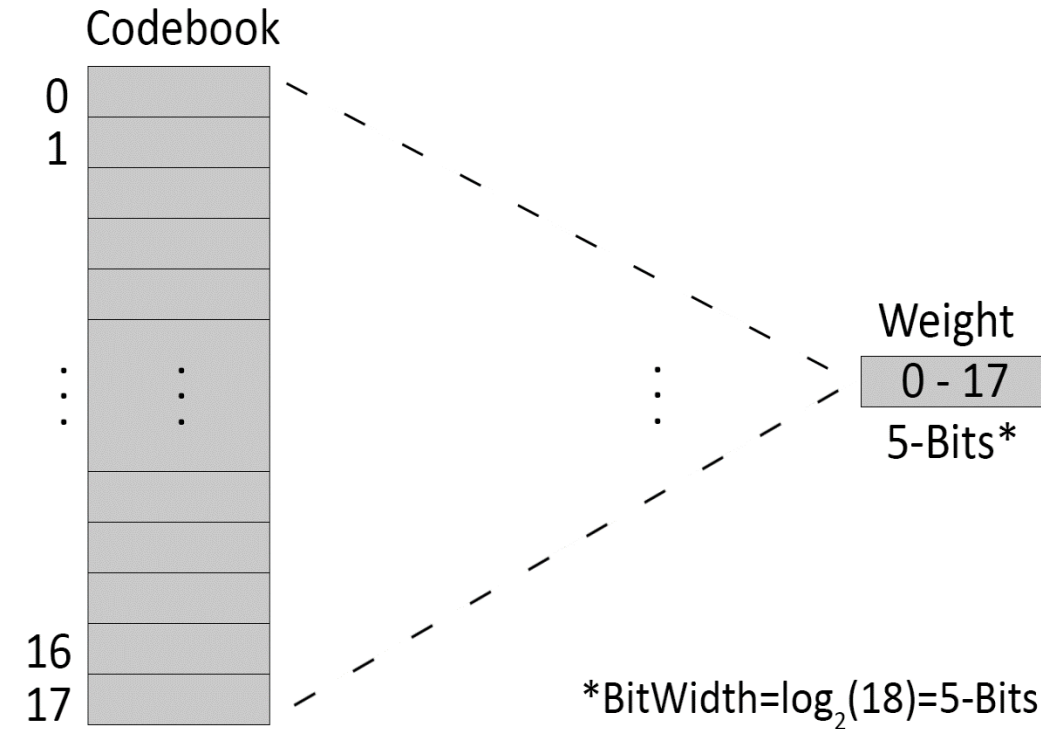 Codebook
0
1
⋮ ⋮ ⋮
Weight
0 - 17
5-Bits*
16
17
*BitWidth=log₂(18)=5-Bits